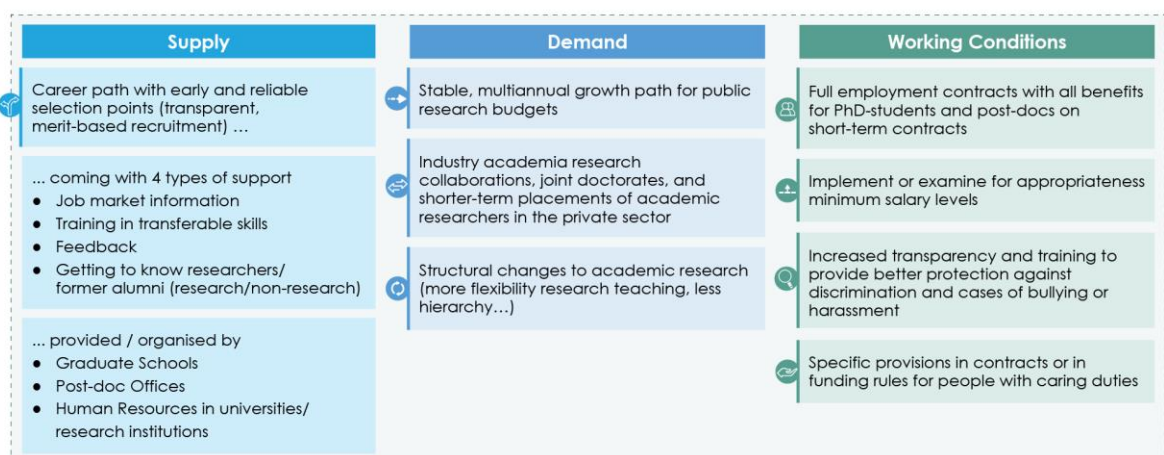 Supply
Career path with early and reliable
selection points (transparent,
merit-based recruitment) …
... coming with 4 types of support
● Job market information
● Training in transferable skills
● Feedback
● Getting to know researchers/
former alumni (research/non-research)
... provided / organised by
● Graduate Schools
● Post-doc Offices
● Human Resources in universities/
research institutions
Demand
Stable, multiannual growth path for public
research budgets
Industry academia research
collaborations, joint doctorates, and
shorter-term placements of academic
researchers in the private sector
Structural changes to academic research
(more flexibility research teaching, less
hierarchy…)
Working Conditions
Full employment contracts with all benefits
for PhD-students and post-docs on
short-term contracts
Implement or examine for appropriateness
minimum salary levels
Increased transparency and training to
provide better protection against
discrimination and cases of bullying or
harassment
Specific provisions in contracts or in
funding rules for people with caring duties